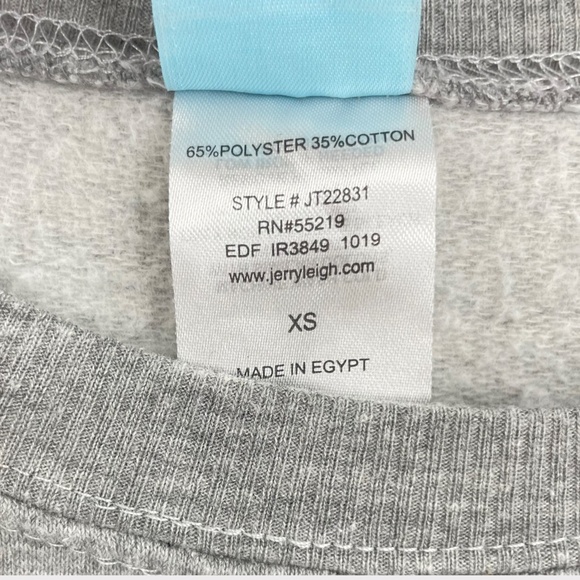 65%POLYSTER 35%COTTON
STYLE # JT22831
RN#55219
EDF IR3849 1019
www.jerryleigh.com
XS
MADE IN EGYPT